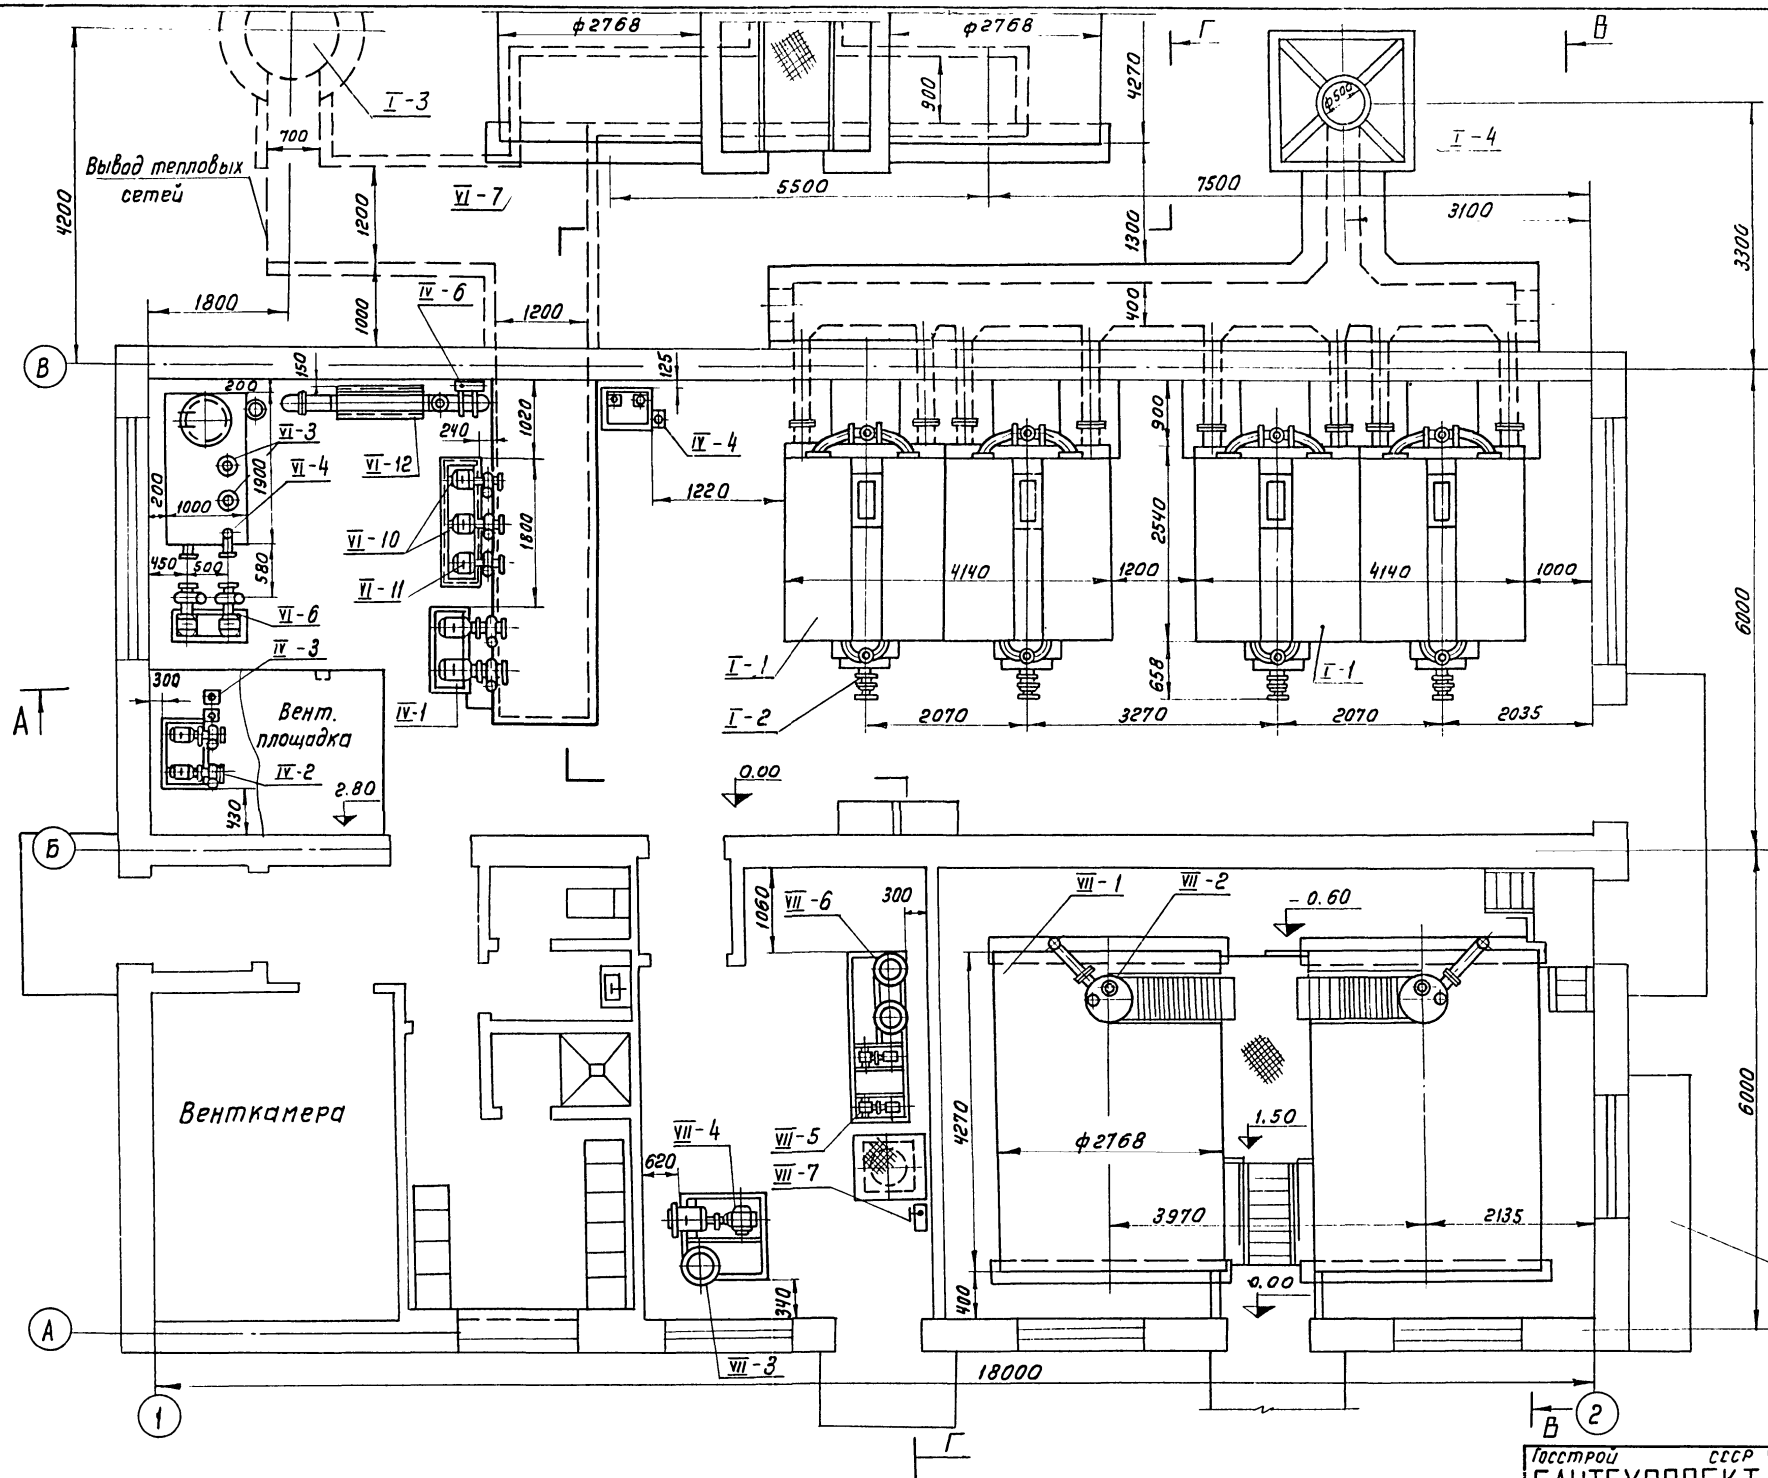 ф2768
ф2768
Г
В
4270
900
ф500
I-3
I-4
700
Вывод тепловых
сетей
VI-7
5500
7500
3100
4200
1200
1300
3300
1800
1000
IV-6
1200
400
В
150
125
200
1020
240
900
VI-3
VI-4
VI-12
IV-4
1900
200
1000
1220
2540
VI-10
1800
450
500
580
VI-11
4140
1200
4140
1000
6000
VI-6
IV-3
300
I-1
I-1
658
А
Вент.
площадка
IV-1
I-2
2070
3270
2070
2035
IV-2
2.80
0.00
430
Б
1060
VII-6
300
VII-1
VII-2
-0.60
Венткамера
4270
VII-4
VII-5
1.50
ф2768
6000
620
VII-7
3970
2135
340
400
0.00
А
VII-3
18000
1
2
В
Г
Госстрой СССР
САНТЕХПРОЕКТ